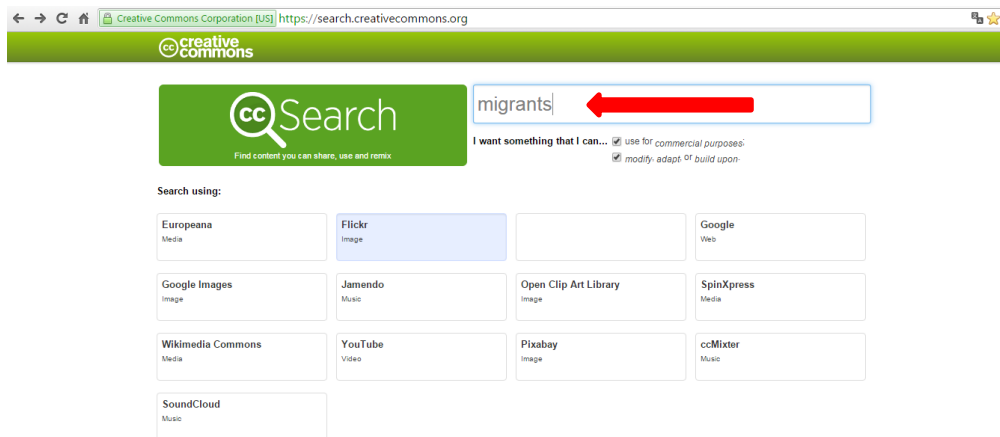 Creative Commons Corporation [US] https://search.creativecommons.org
cc creative commons
cc Search
Find content you can share, use and remix
migrants
I want something that I can... use for commercial purposes;
modify, adapt, or build upon.
Search using:
Europeana
Media
Flickr
Image
Google
Web
Google Images
Image
Jamendo
Music
Open Clip Art Library
Image
SpinXpress
Media
Wikimedia Commons
Media
YouTube
Video
Pixabay
Image
ccMixter
Music
SoundCloud
Music